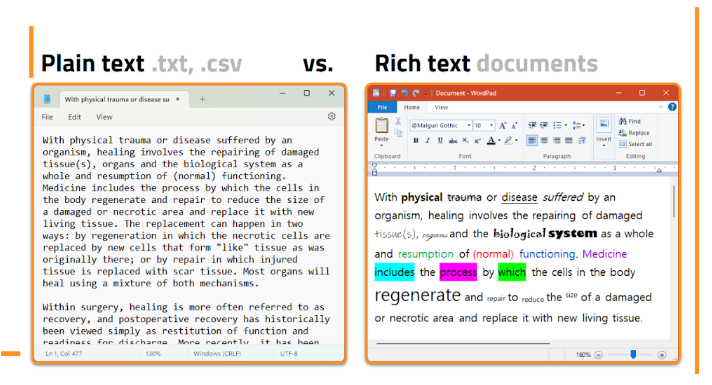 Plain text .txt, .csv vs. Rich text documents
With physical trauma or disease su
+
File Edit View
With physical trauma or disease suffered by an
organism, healing involves the repairing of damaged
tissue(s), organs and the biological system as a
whole and resumption of (normal) functioning.
Medicine includes the process by which the cells in
the body regenerate and repair to reduce the size of
a damaged or necrotic area and replace it with new
living tissue. The replacement can happen in two
ways: by regeneration in which the necrotic cells are
replaced by new cells that form "like" tissue as was
originally there; or by repair in which injured
tissue is replaced with scar tissue. Most organs will
heal using a mixture of both mechanisms.
Within surgery, healing is more often referred to as
recovery, and postoperative recovery has historically
been viewed simply as restitution of function and
readiness for discharge. More recently, it has been
Ln 1, Col 477 130% Windows (CRLF) UTF-8
Document - WordPad
File Home View
Paste
@Malgun Gothic 10
B I U abc X₂ X² A
Insert
Find
Replace
Select all
Clipboard Font Paragraph Editing
With physical trauma or disease suffered by an
organism, healing involves the repairing of damaged
tissue(s), organs and the biological system as a whole
and resumption of (normal) functioning. Medicine
includes the process by which the cells in the body
regenerate and repair to reduce the size of a damaged
or necrotic area and replace it with new living tissue.
160%